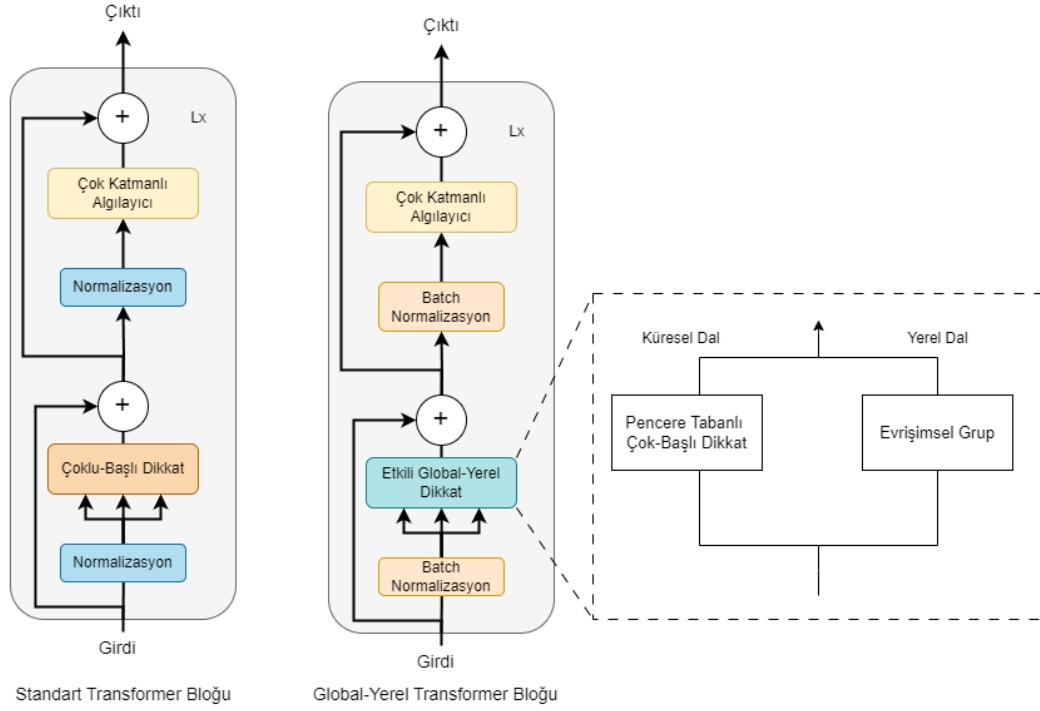 Çıktı
Lx
Çok Katmanlı
Algılayıcı
Normalizasyon
Çoklu-Başlı Dikkat
Normalizasyon
Girdi
Standart Transformer Bloğu
Çıktı
Lx
Çok Katmanlı
Algılayıcı
Batch
Normalizasyon
Etkili Global-Yerel
Dikkat
Batch
Normalizasyon
Girdi
Global-Yerel Transformer Bloğu
Küresel Dal
Yerel Dal
Pencere Tabanlı
Çok-Başlı Dikkat
Evrişimsel Grup